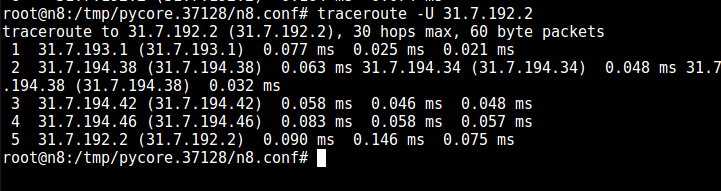 root@n8:/tmp/pycore.37128/n8.conf# traceroute -U 31.7.192.2
traceroute to 31.7.192.2 (31.7.192.2), 30 hops max, 60 byte packets
 1  31.7.193.1 (31.7.193.1)  0.077 ms  0.025 ms  0.021 ms
 2  31.7.194.38 (31.7.194.38)  0.063 ms 31.7.194.34 (31.7.194.34)  0.048 ms 31.7
.194.38 (31.7.194.38)  0.032 ms
 3  31.7.194.42 (31.7.194.42)  0.058 ms  0.046 ms  0.048 ms
 4  31.7.194.46 (31.7.194.46)  0.083 ms  0.058 ms  0.057 ms
 5  31.7.192.2 (31.7.192.2)  0.090 ms  0.146 ms  0.075 ms
root@n8:/tmp/pycore.37128/n8.conf#